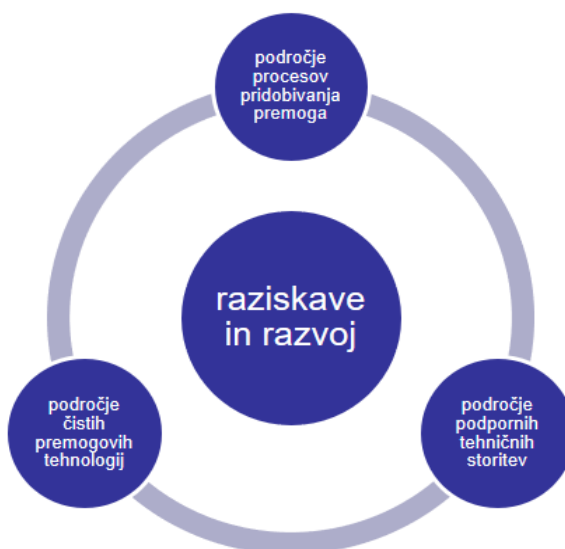 področje
procesov
pridobivanja
premoga
raziskave
in razvoj
področje
čistih
premogovih
tehnologij
področje
podpornih
tehničnih
storitev